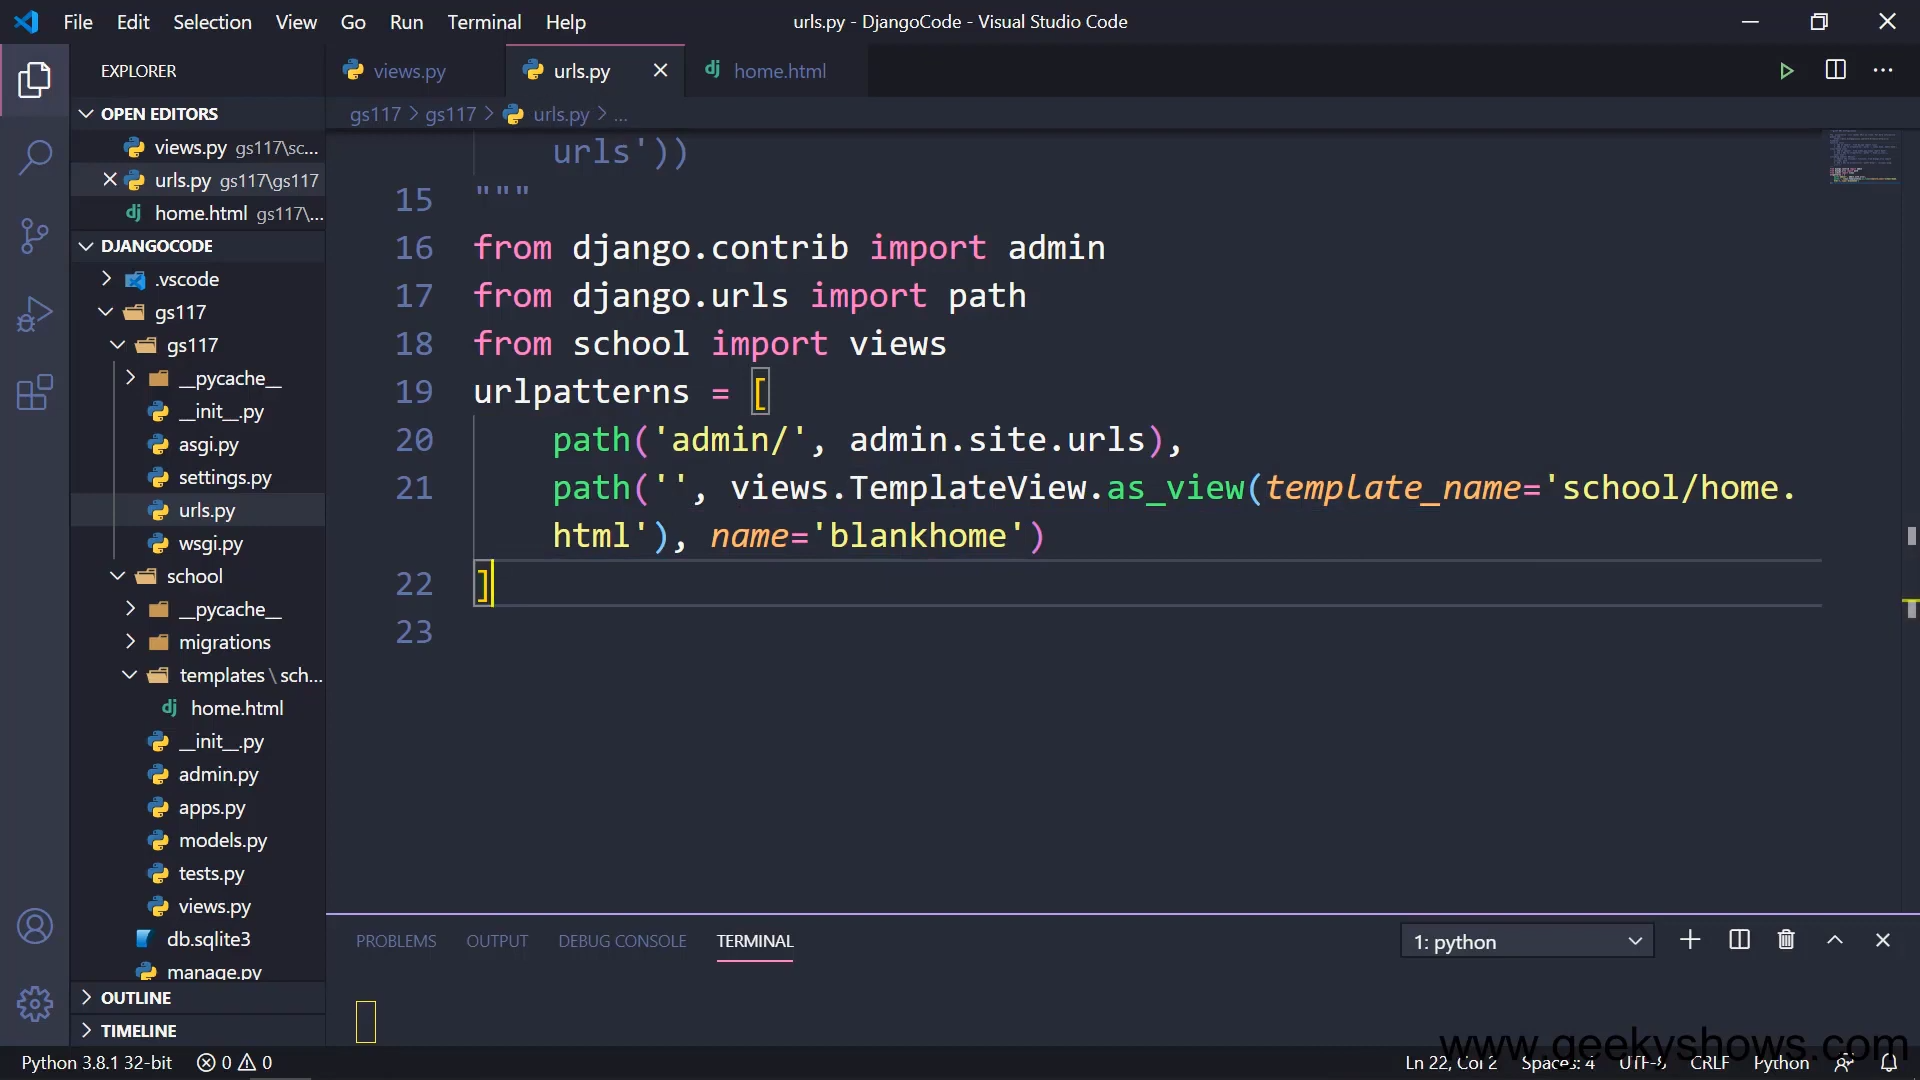 File Edit Selection View Go Run Terminal Help
urls.py - DjangoCode - Visual Studio Code
EXPLORER
OPEN EDITORS
views.py gs117\sc...
urls.py gs117\gs117
home.html gs117\...
DJANGOCODE
.vscode
gs117
gs117
__pycache__
__init__.py
asgi.py
settings.py
urls.py
wsgi.py
school
__pycache__
migrations
templates\sch...
home.html
__init__.py
admin.py
apps.py
models.py
tests.py
views.py
db.sqlite3
manage.py
OUTLINE
TIMELINE
views.py urls.py home.html
gs117 > gs117 > urls.py > ...
urls'))
15 """
16 from django.contrib import admin
17 from django.urls import path
18 from school import views
19 urlpatterns = [
20 path('admin/', admin.site.urls),
21 path('', views.TemplateView.as_view(template_name='school/home.
html'), name='blankhome')
22 ]
23
PROBLEMS OUTPUT DEBUG CONSOLE TERMINAL
1: python
www.geekyshows.com
Python 3.8.1 32-bit 0 0
Ln 22, Col 2 Spaces: 4 UTF-8 CRLF Python